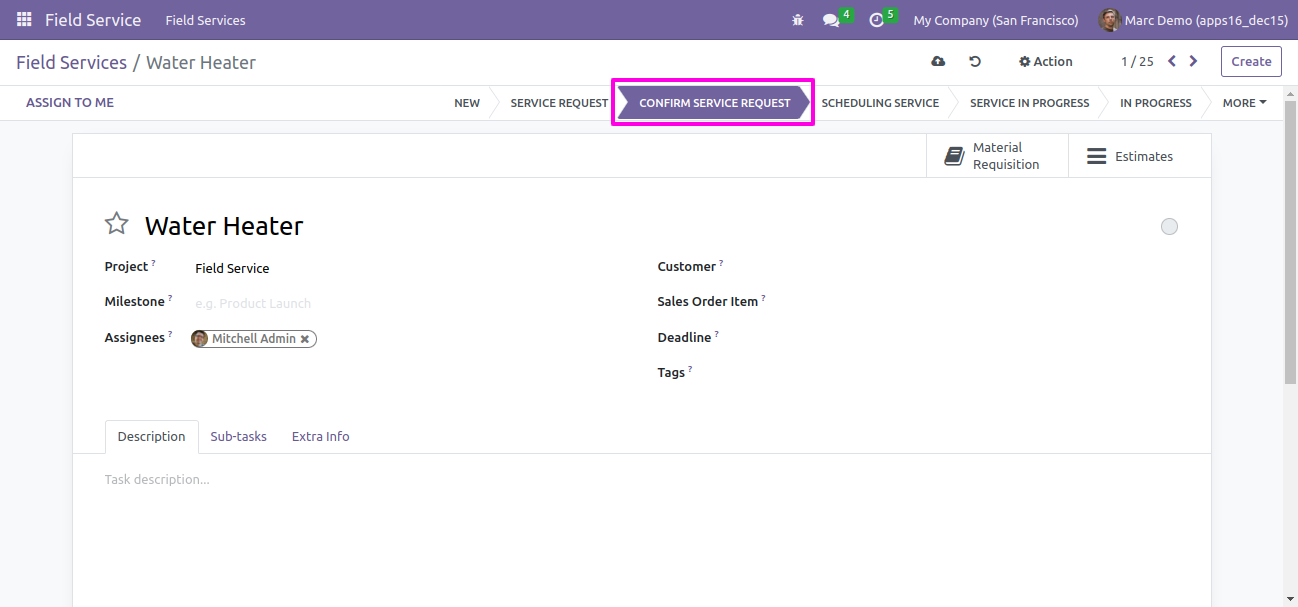 Field Service Field Services 4 5 My Company (San Francisco) Marc Demo (apps16_dec15)
Field Services / Water Heater Action 1 / 25 Create
ASSIGN TO ME NEW SERVICE REQUEST CONFIRM SERVICE REQUEST SCHEDULING SERVICE SERVICE IN PROGRESS IN PROGRESS MORE
Material
Requisition
Estimates
Water Heater
Project ? Field Service Customer ?
Milestone ? e.g. Product Launch Sales Order Item ?
Assignees ? Mitchell Admin Deadline ?
Tags ?
Description Sub-tasks Extra Info
Task description...